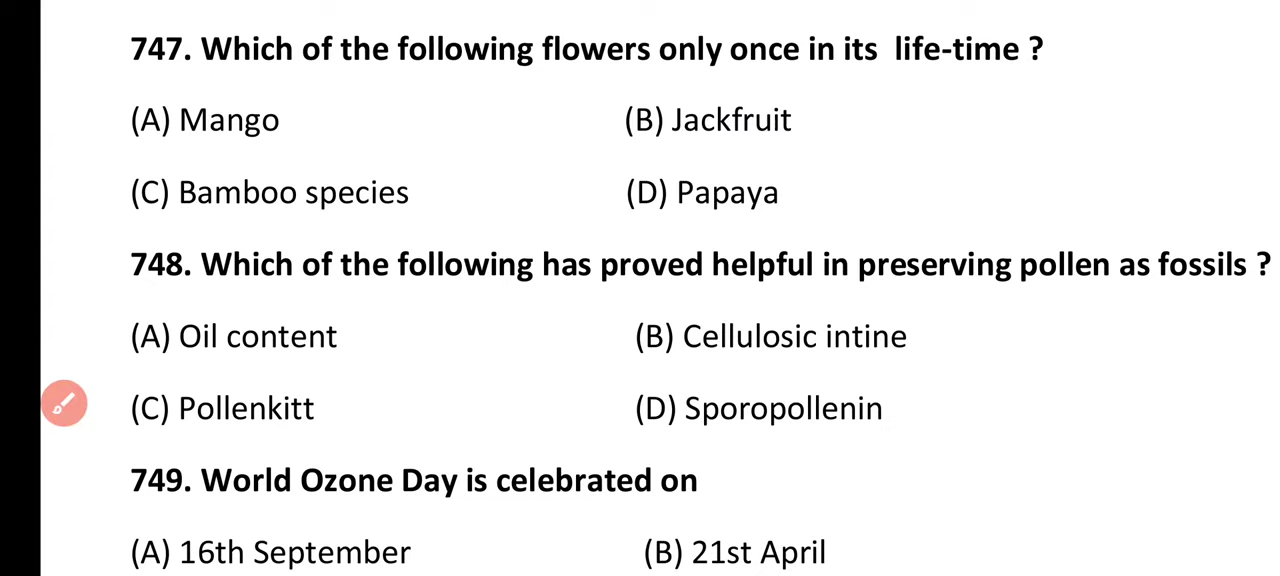 747. Which of the following flowers only once in its life-time ?
(A) Mango (B) Jackfruit
(C) Bamboo species (D) Papaya
748. Which of the following has proved helpful in preserving pollen as fossils ?
(A) Oil content (B) Cellulosic intine
(C) Pollenkitt (D) Sporopollenin
749. World Ozone Day is celebrated on
(A) 16th September (B) 21st April